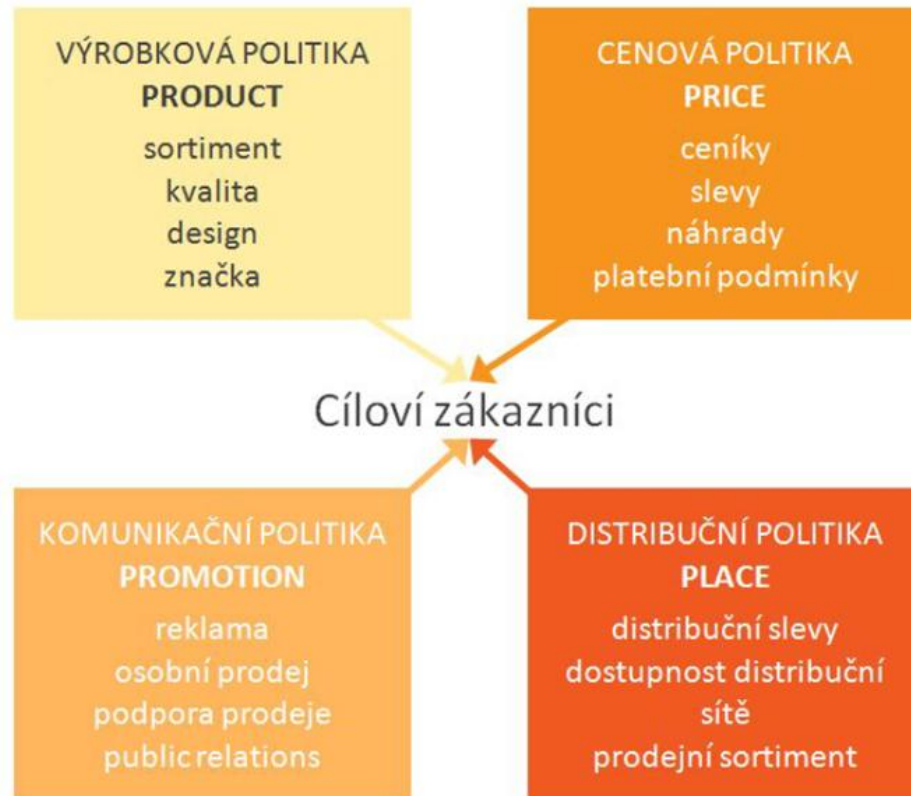 VÝROBKOVÁ POLITIKA
PRODUCT
sortiment
kvalita
design
značka
CENOVÁ POLITIKA
PRICE
ceníky
slevy
náhrady
platební podmínky
Cíloví zákazníci
KOMUNIKAČNÍ POLITIKA
PROMOTION
reklama
osobní prodej
podpora prodeje
public relations
DISTRIBUČNÍ POLITIKA
PLACE
distribuční slevy
dostupnost distribuční
sítě
prodejní sortiment